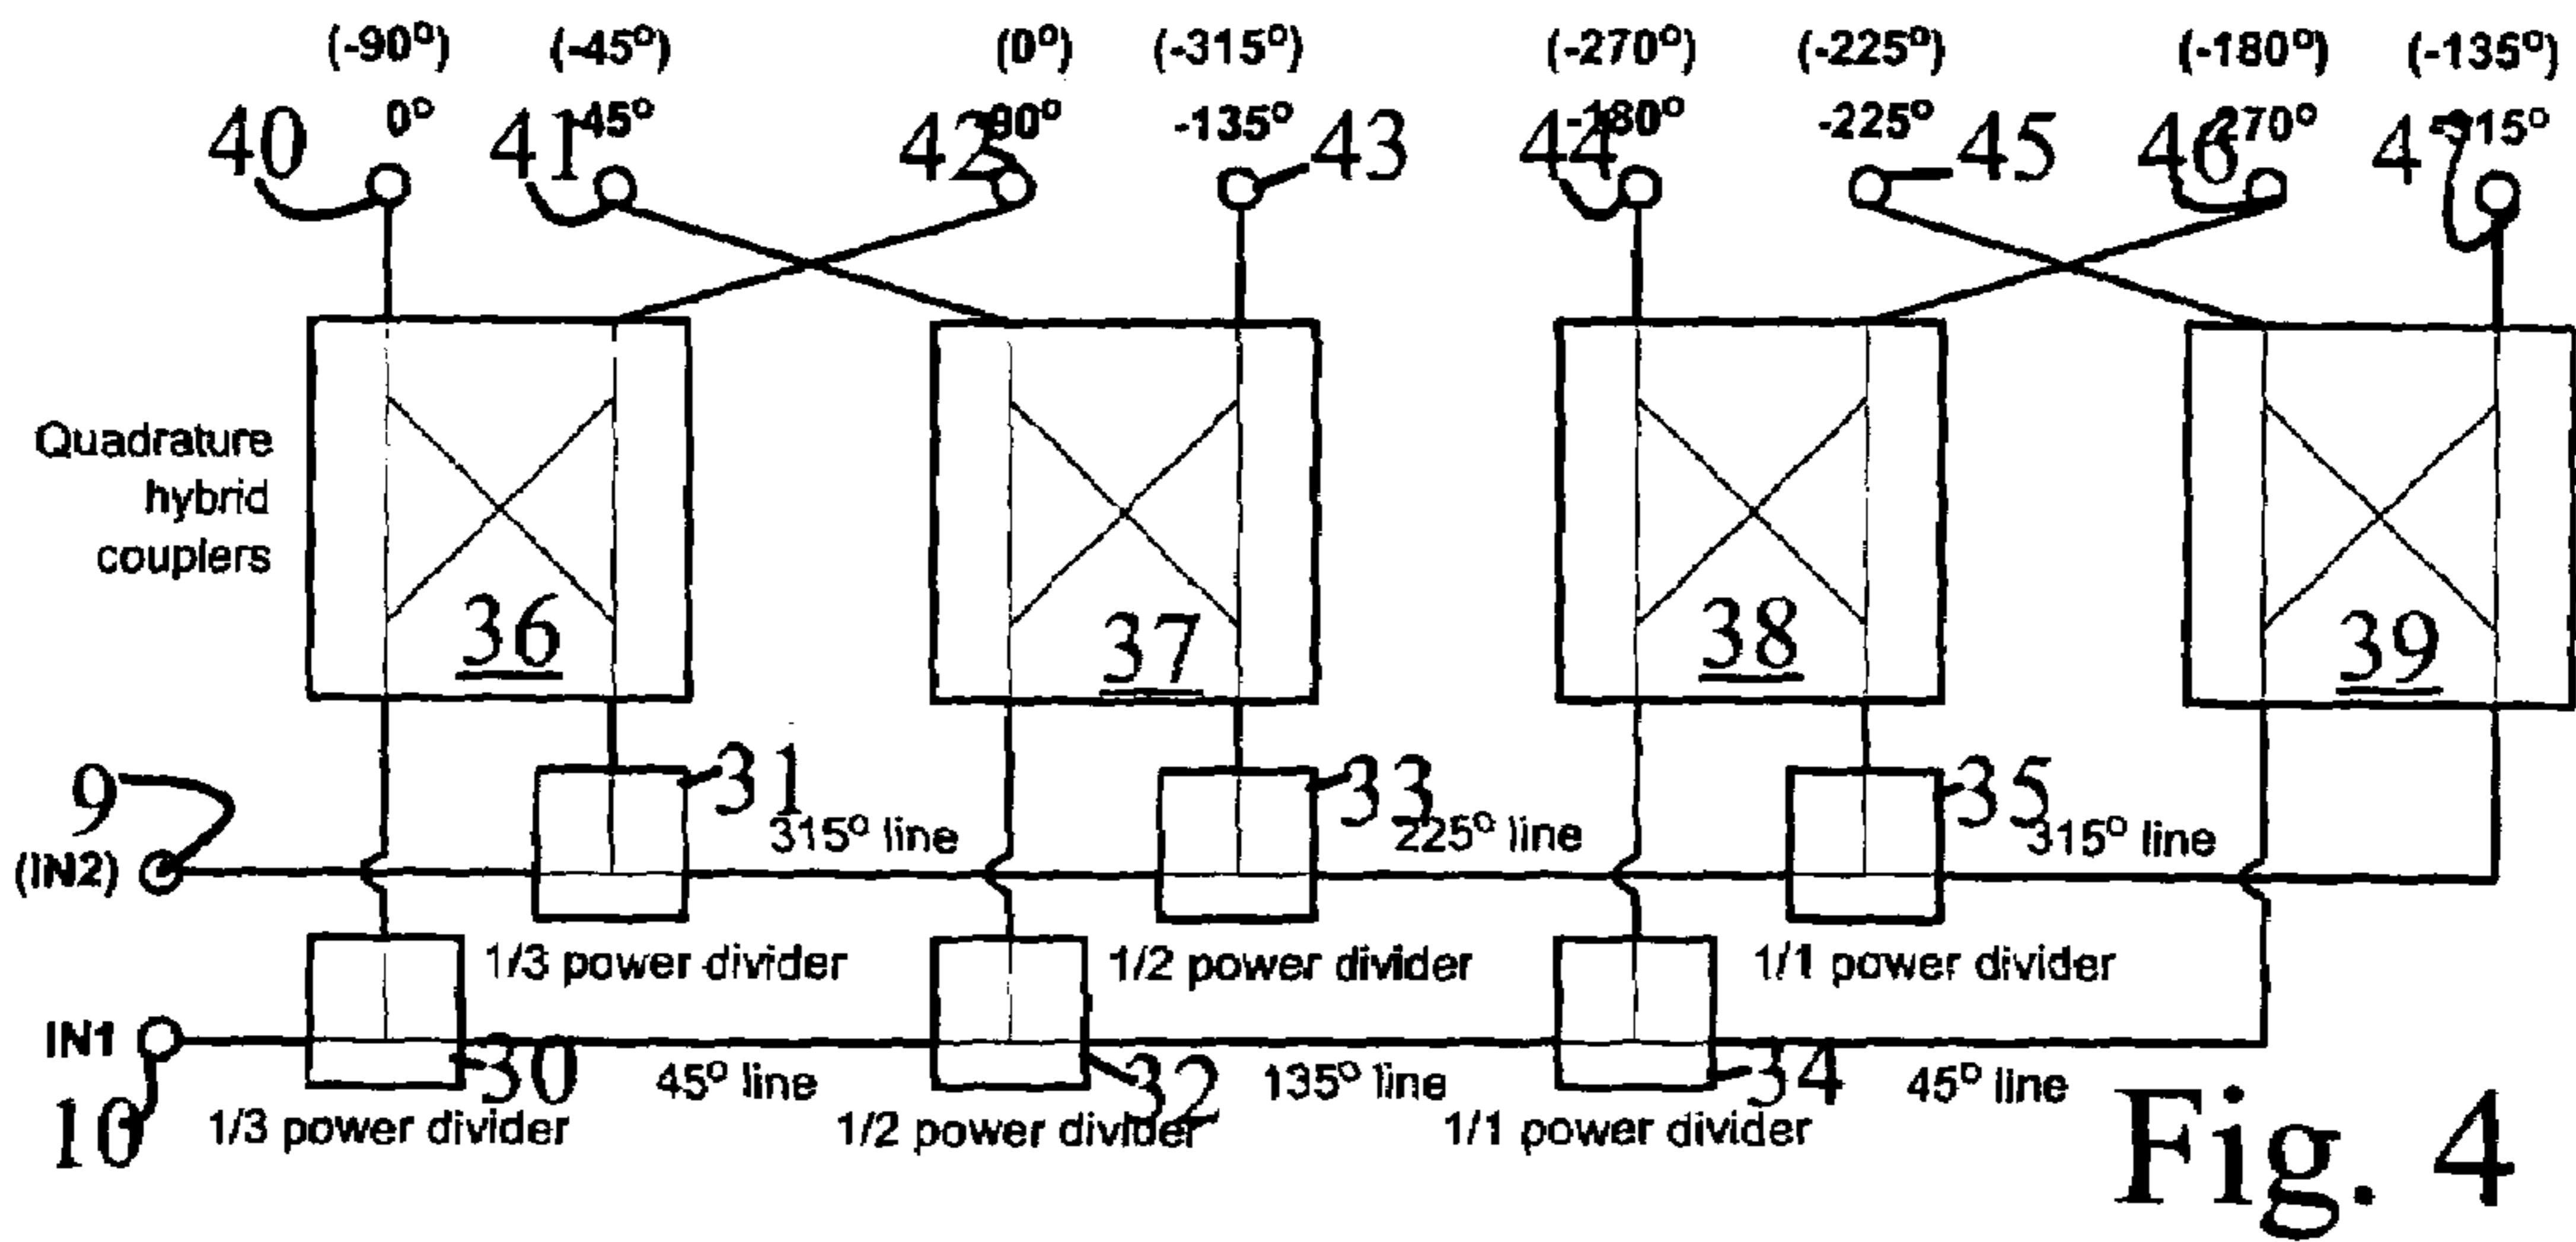 (-90°) (-45°) (0°) (-315°) (-270°) (-225°) (-180°) (-135°)
0° -45° -90° -135° -180° -225° -270° -315°
40 41 42 43 44 45 46 4
Quadrature
hybrid
couplers
36 37 38 39
9 31 33 35
315° line 225° line 315° line
(IN2)
1/3 power divider 1/2 power divider 1/1 power divider
IN1
30 32 34
45° line 135° line 45° line
10
1/3 power divider 1/2 power divider 1/1 power divider
Fig. 4